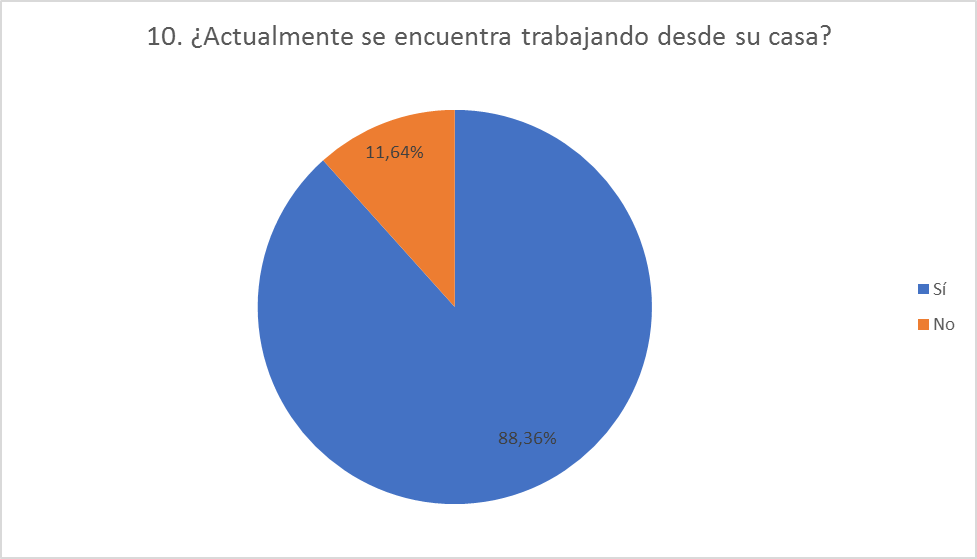 10. ¿Actualmente se encuentra trabajando desde su casa?
11,64%
Sí
No
88,36%